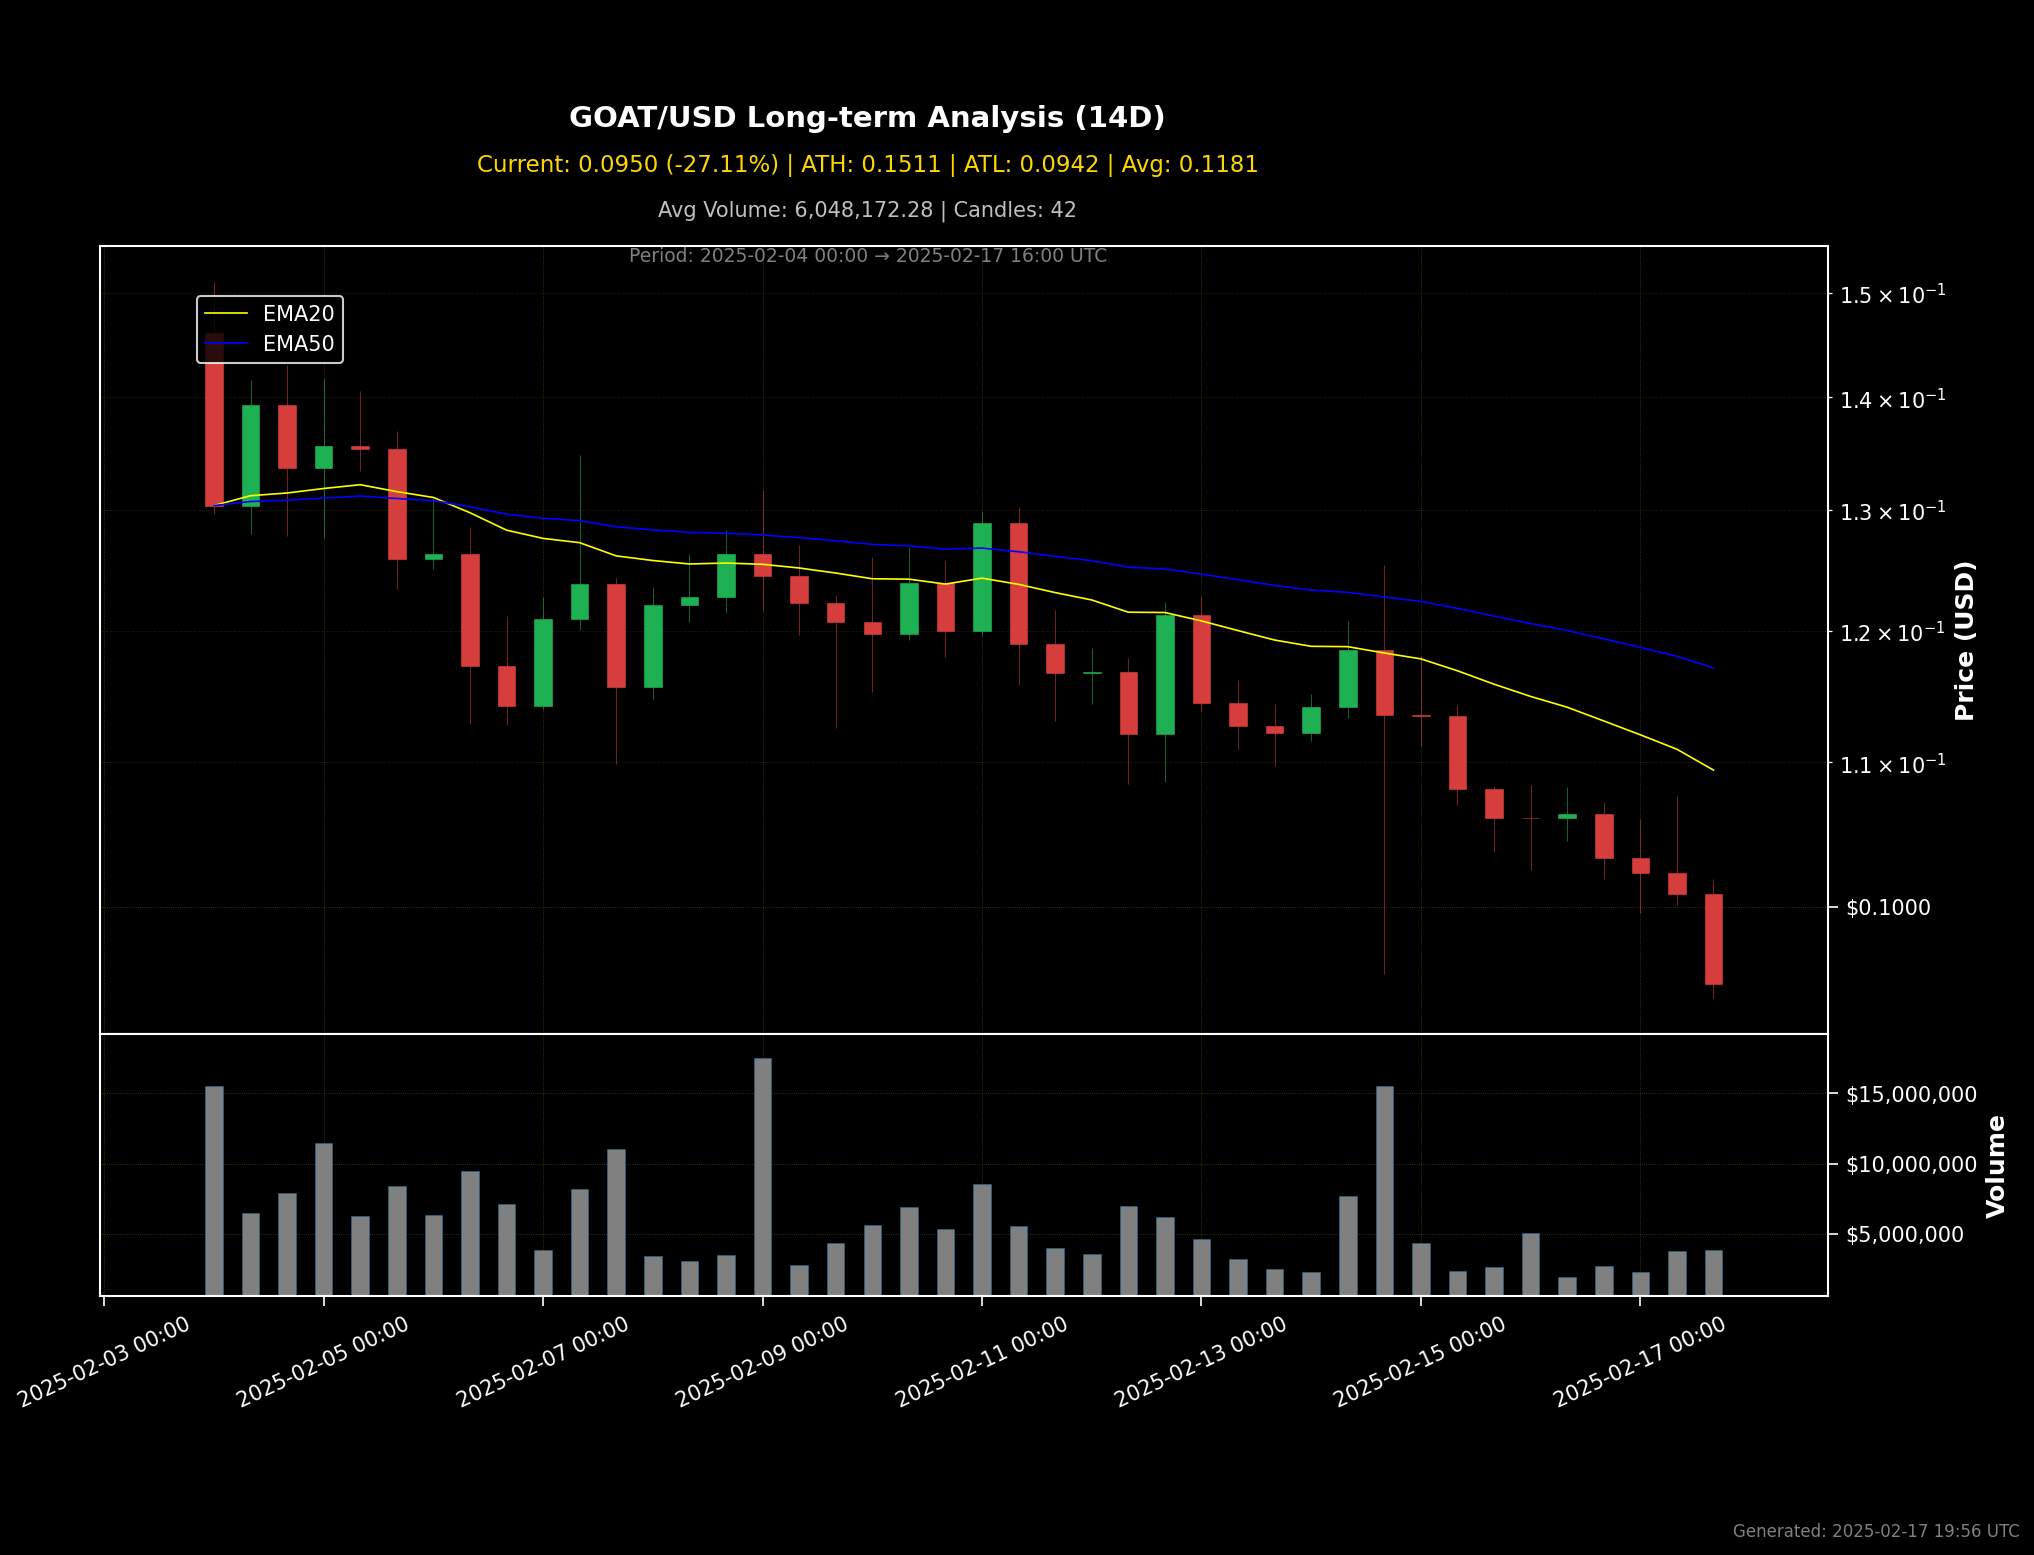 GOAT/USD Long-term Analysis (14D)
Current: 0.0950 (-27.11%) | ATH: 0.1511 | ATL: 0.0942 | Avg: 0.1181
Avg Volume: 6,048,172.28 | Candles: 42
Period: 2025-02-04 00:00 → 2025-02-17 16:00 UTC
EMA20
EMA50
1.5 × 10⁻¹
1.4 × 10⁻¹
1.3 × 10⁻¹
1.2 × 10⁻¹
1.1 × 10⁻¹
$0.1000
Price (USD)
$15,000,000
$10,000,000
$5,000,000
Volume
2025-02-03 00:00
2025-02-05 00:00
2025-02-07 00:00
2025-02-09 00:00
2025-02-11 00:00
2025-02-13 00:00
2025-02-15 00:00
2025-02-17 00:00
Generated: 2025-02-17 19:56 UTC